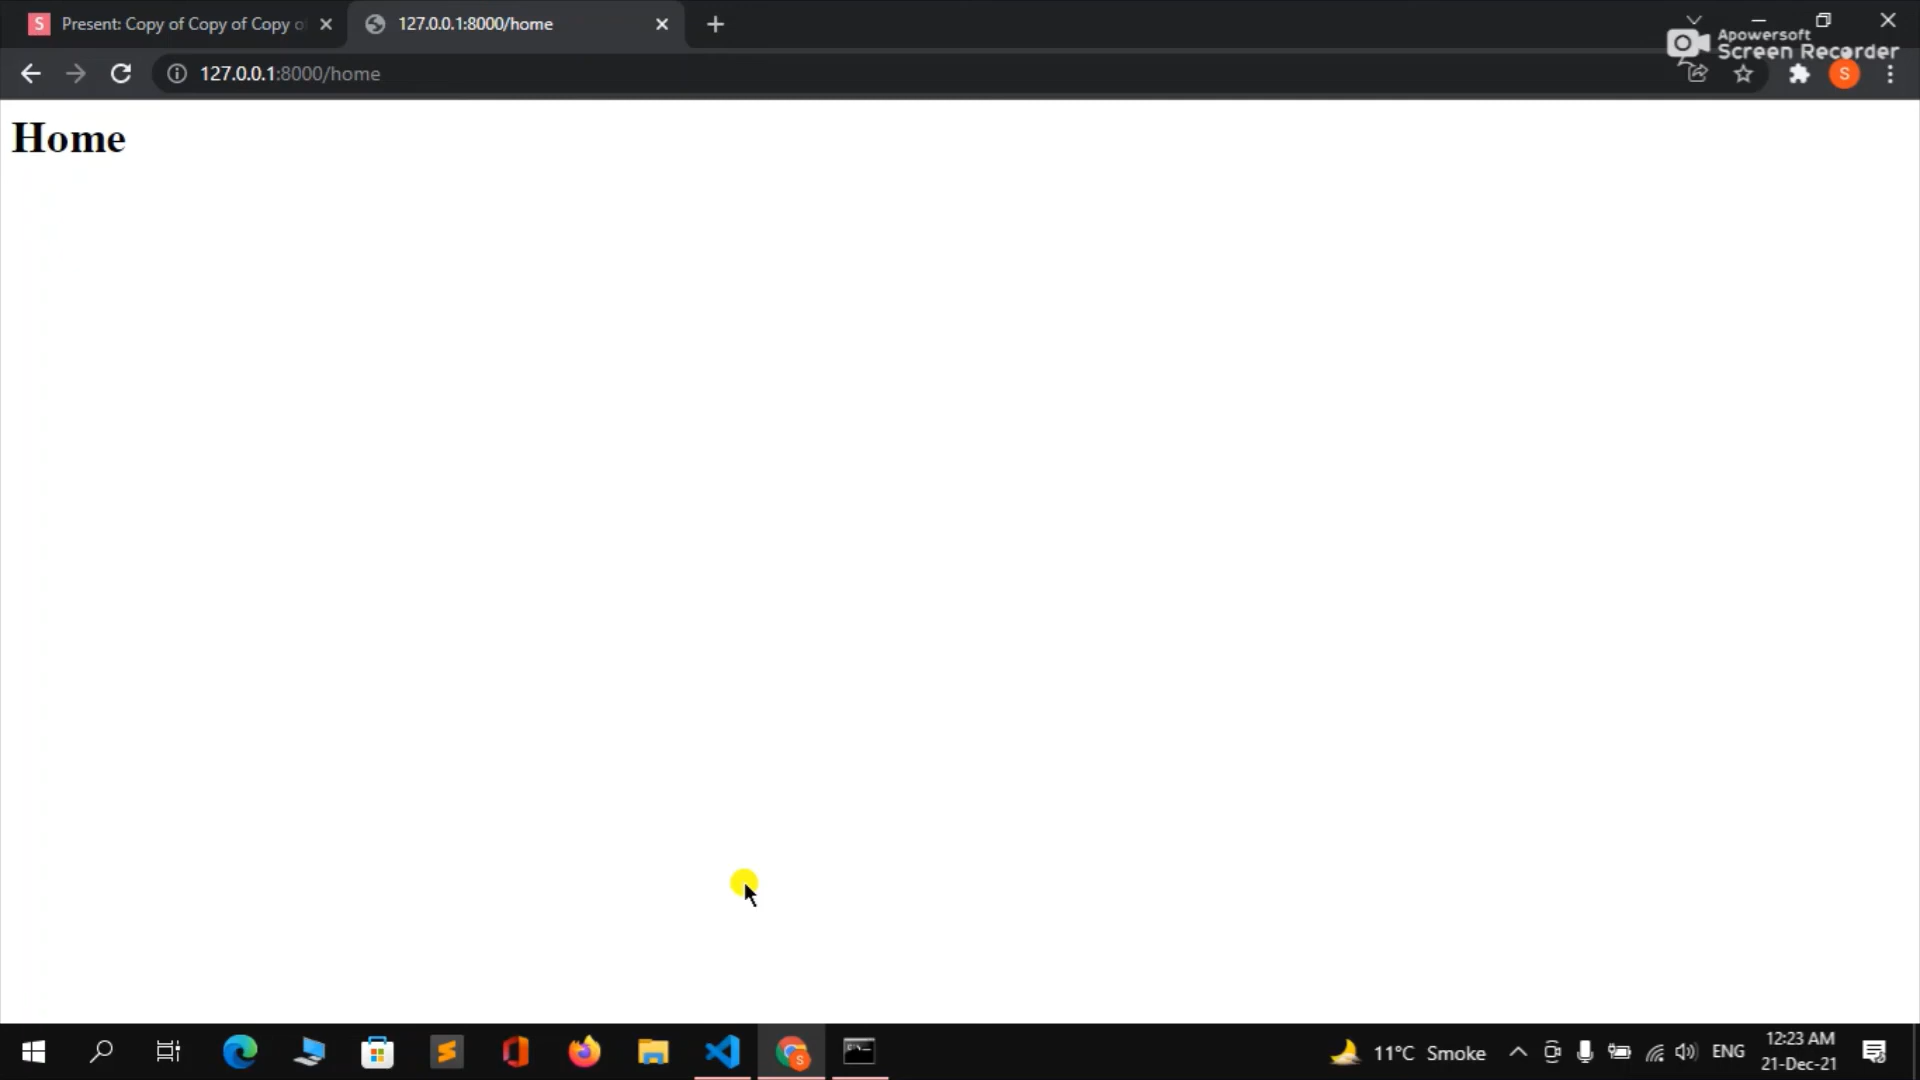 S Present: Copy of Copy of Copy o
127.0.0.1:8000/home
Apowersoft
Screen Recorder
127.0.0.1:8000/home
S
Home
S
11°C Smoke
ENG
12:23 AM
21-Dec-21